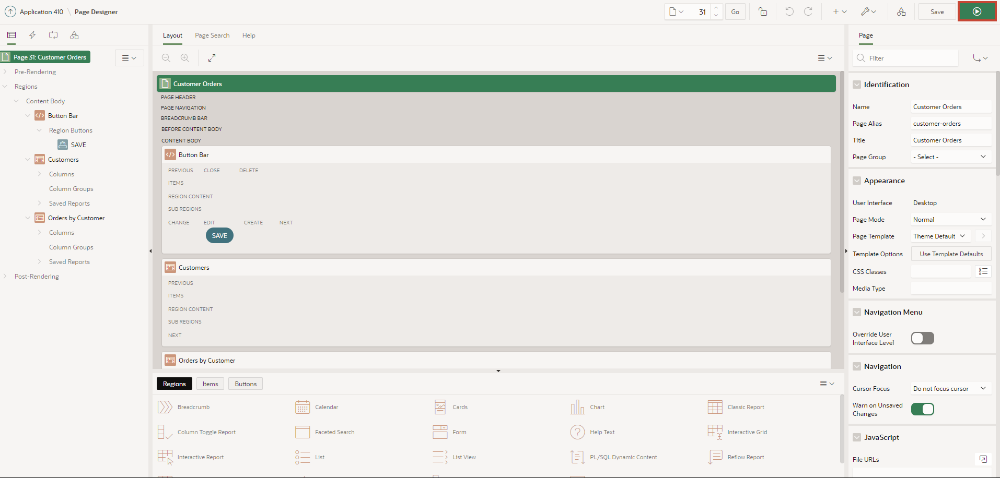 Application 410 \ Page Designer
31 Go Save
Page 31: Customer Orders
Pre-Rendering
Regions
Content Body
Button Bar
Region Buttons
SAVE
Customers
Columns
Column Groups
Saved Reports
Orders by Customer
Columns
Column Groups
Saved Reports
Post-Rendering
Layout Page Search Help
Customer Orders
PAGE HEADER
PAGE NAVIGATION
BREADCRUMB BAR
BEFORE CONTENT BODY
CONTENT BODY
Button Bar
PREVIOUS CLOSE DELETE
ITEMS
REGION CONTENT
SUB REGIONS
CHANGE EDIT CREATE NEXT
SAVE
Customers
PREVIOUS
ITEMS
REGION CONTENT
SUB REGIONS
NEXT
Orders by Customer
Regions Items Buttons
Breadcrumb Calendar Cards Chart Classic Report
Column Toggle Report Faceted Search Form Help Text Interactive Grid
Interactive Report List List View PL/SQL Dynamic Content Reflow Report
Page
Filter
Identification
Name Customer Orders
Page Alias customer-orders
Title Customer Orders
Page Group - Select -
Appearance
User Interface Desktop
Page Mode Normal
Page Template Theme Default
Template Options Use Template Defaults
CSS Classes
Media Type
Navigation Menu
Override User
Interface Level
Navigation
Cursor Focus Do not focus cursor
Warn on Unsaved
Changes
JavaScript
File URLs